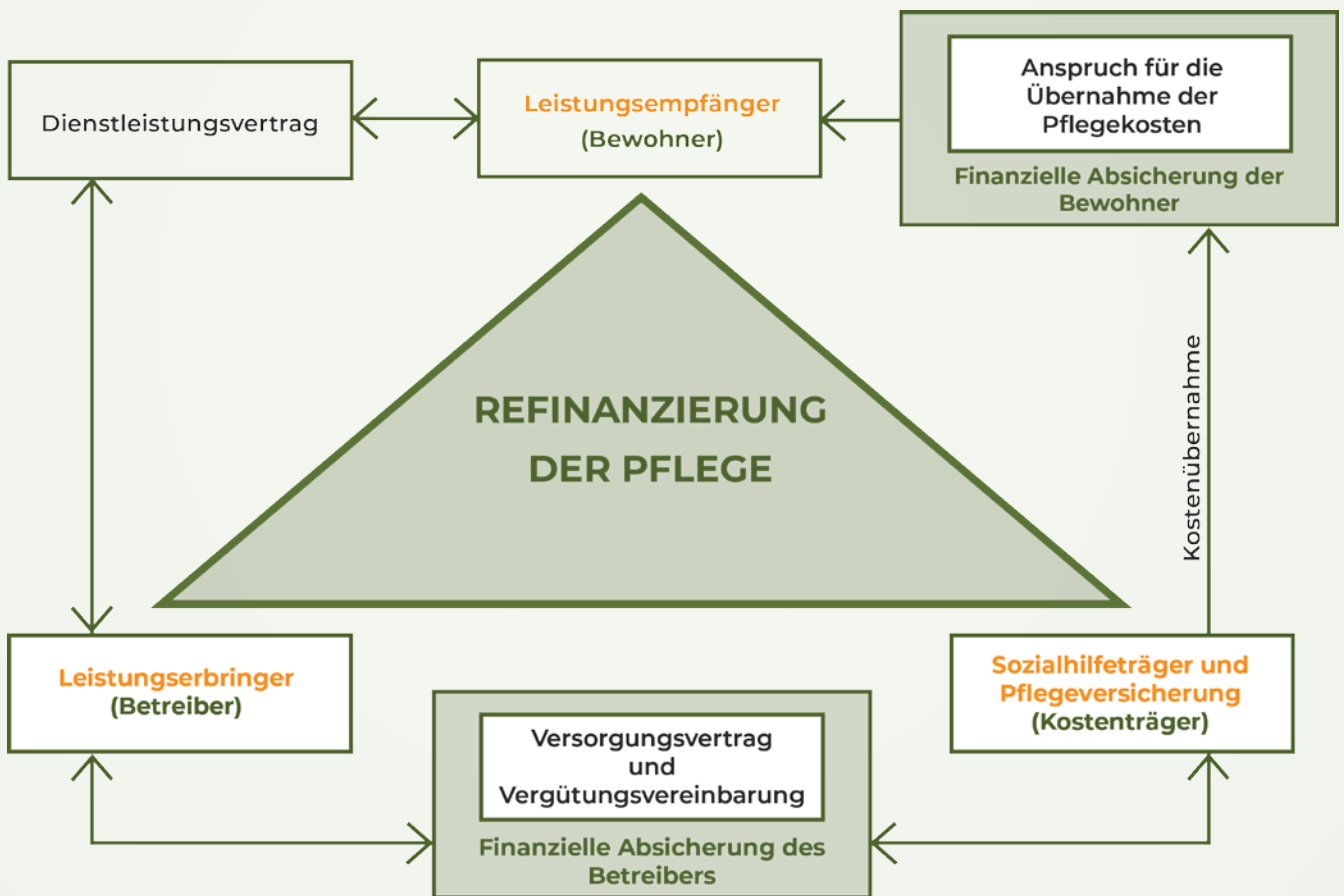 Dienstleistungsvertrag
Leistungsempfänger
(Bewohner)
Anspruch für die
Übernahme der
Pflegekosten
Finanzielle Absicherung der
Bewohner
REFINANZIERUNG
DER PFLEGE
Kostenübernahme
Leistungserbringer
(Betreiber)
Versorgungsvertrag
und
Vergütungsvereinbarung
Finanzielle Absicherung des
Betreibers
Sozialhilfeträger und
Pflegeversicherung
(Kostenträger)